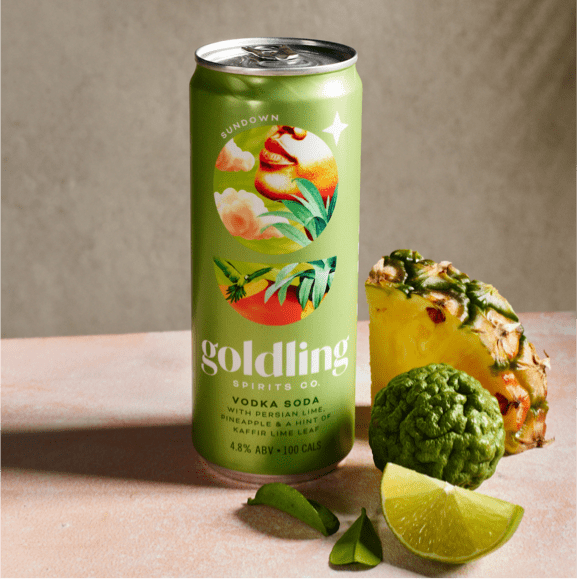 SUNDOWN
goldling
SPIRITS CO.
VODKA SODA
WITH PERSIAN LIME,
PINEAPPLE & A HINT OF
KAFFIR LIME LEAF
4.8% ABV • 100 CALS